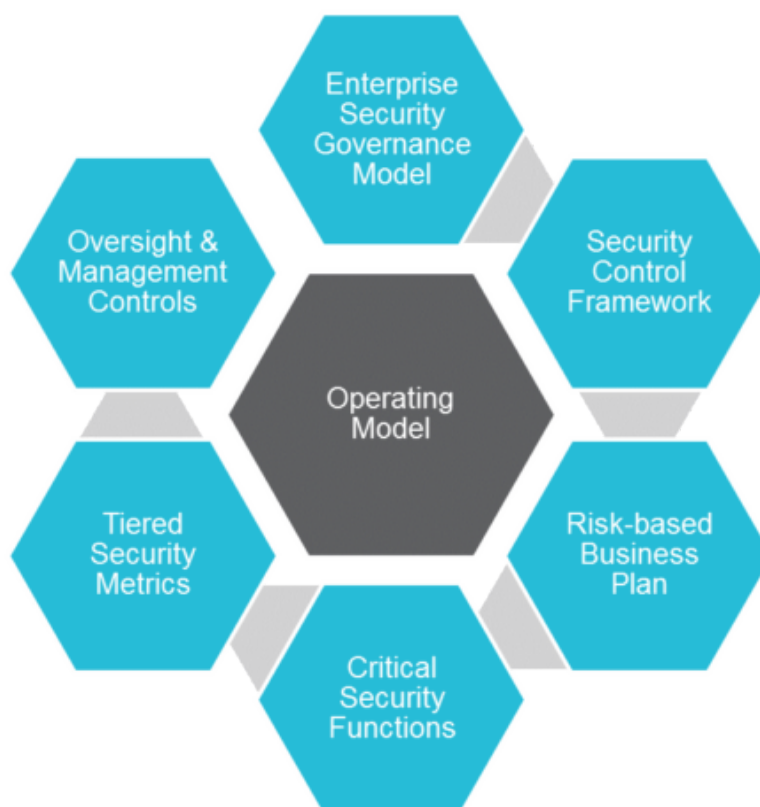 Enterprise
Security
Governance
Model
Oversight &
Management
Controls
Security
Control
Framework
Operating
Model
Tiered
Security
Metrics
Risk-based
Business
Plan
Critical
Security
Functions